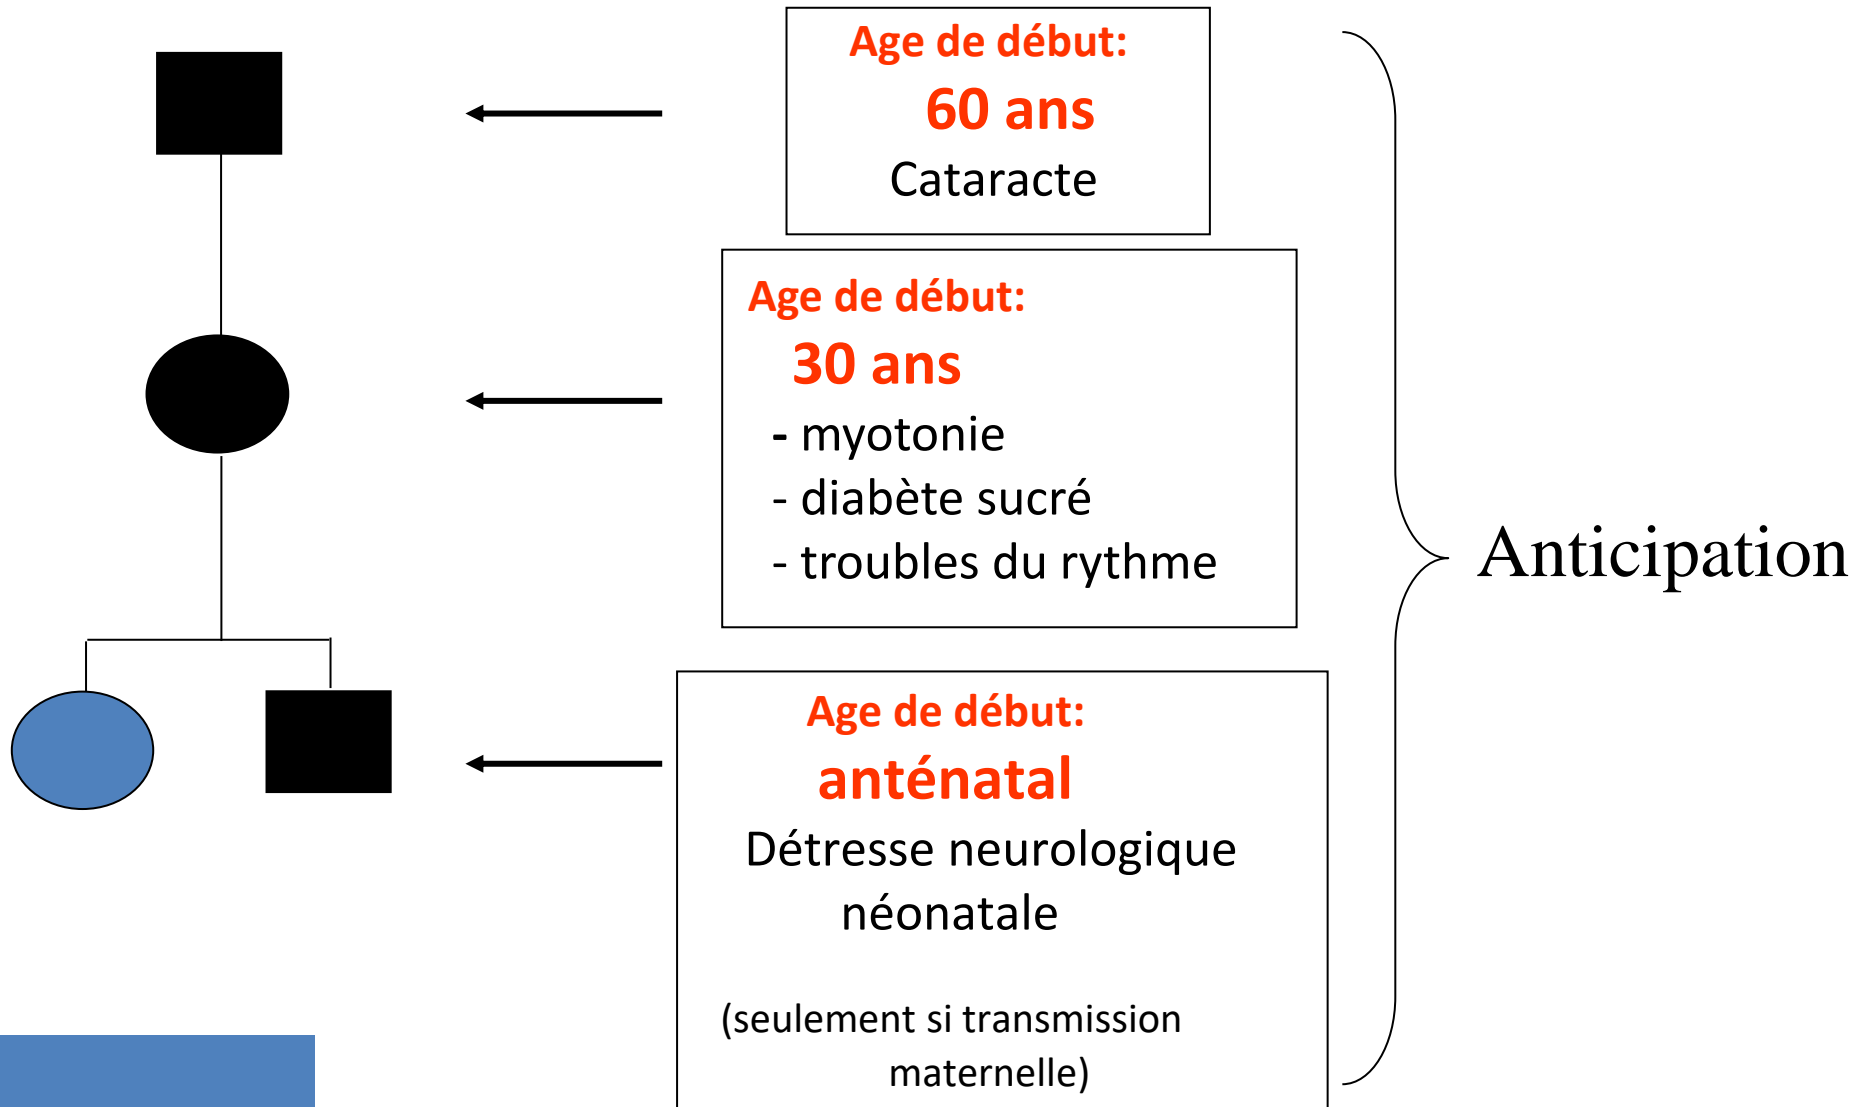 Age de début:
60 ans
Cataracte
Age de début:
30 ans
- myotonie
- diabète sucré
- troubles du rythme
Age de début:
anténatal
Détresse neurologique
néonatale
(seulement si transmission
maternelle)
Anticipation